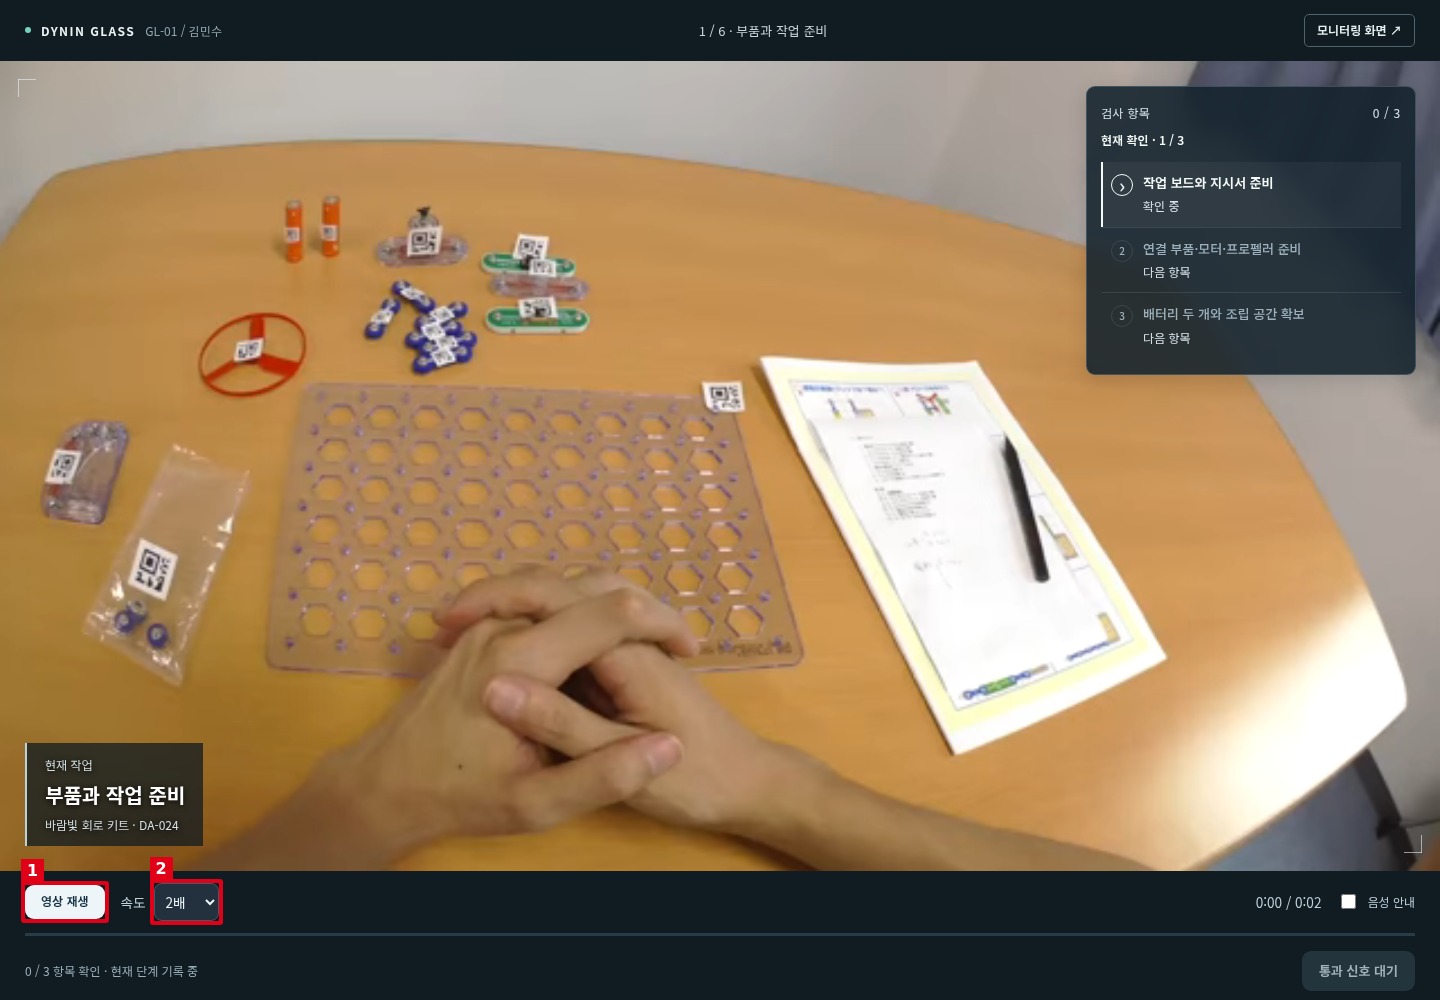 DYNIN GLASS GL-01 / 김민수
1 / 6 · 부품과 작업 준비
모니터링 화면 ↗
검사 항목 0 / 3
현재 확인 · 1 / 3
작업 보드와 지시서 준비
확인 중
2 연결 부품·모터·프로펠러 준비
다음 항목
3 배터리 두 개와 조립 공간 확보
다음 항목
현재 작업
부품과 작업 준비
바람빛 회로 키트 · DA-024
1
2
영상 재생 속도 2배
0:00 / 0:02 음성 안내
0 / 3 항목 확인 · 현재 단계 기록 중
통과 신호 대기